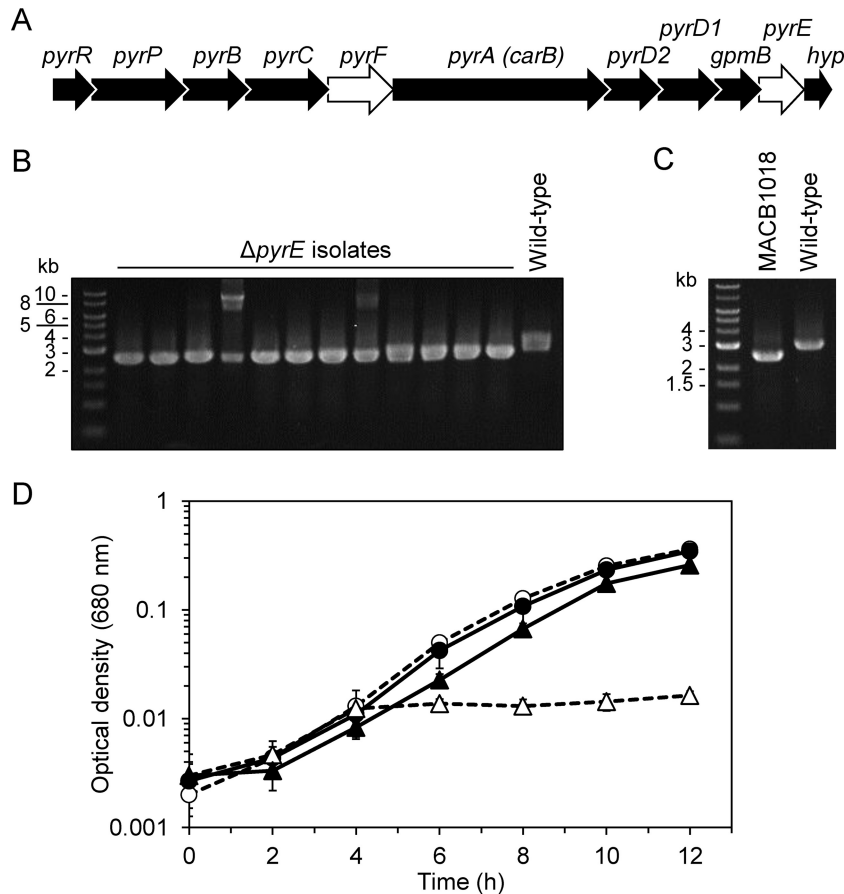 A
pyrD1 pyrE
pyrR pyrP pyrB pyrC pyrF pyrA (carB) pyrD2 gpmB hyp
B
C
ΔpyrE isolates
Wild-type
MACB1018
Wild-type
kb
10
8
6
5
4
3
2
kb
4
3
2
1.5
D
Optical density (680 nm)
1
0.1
0.01
0.001
0 2 4 6 8 10 12
Time (h)